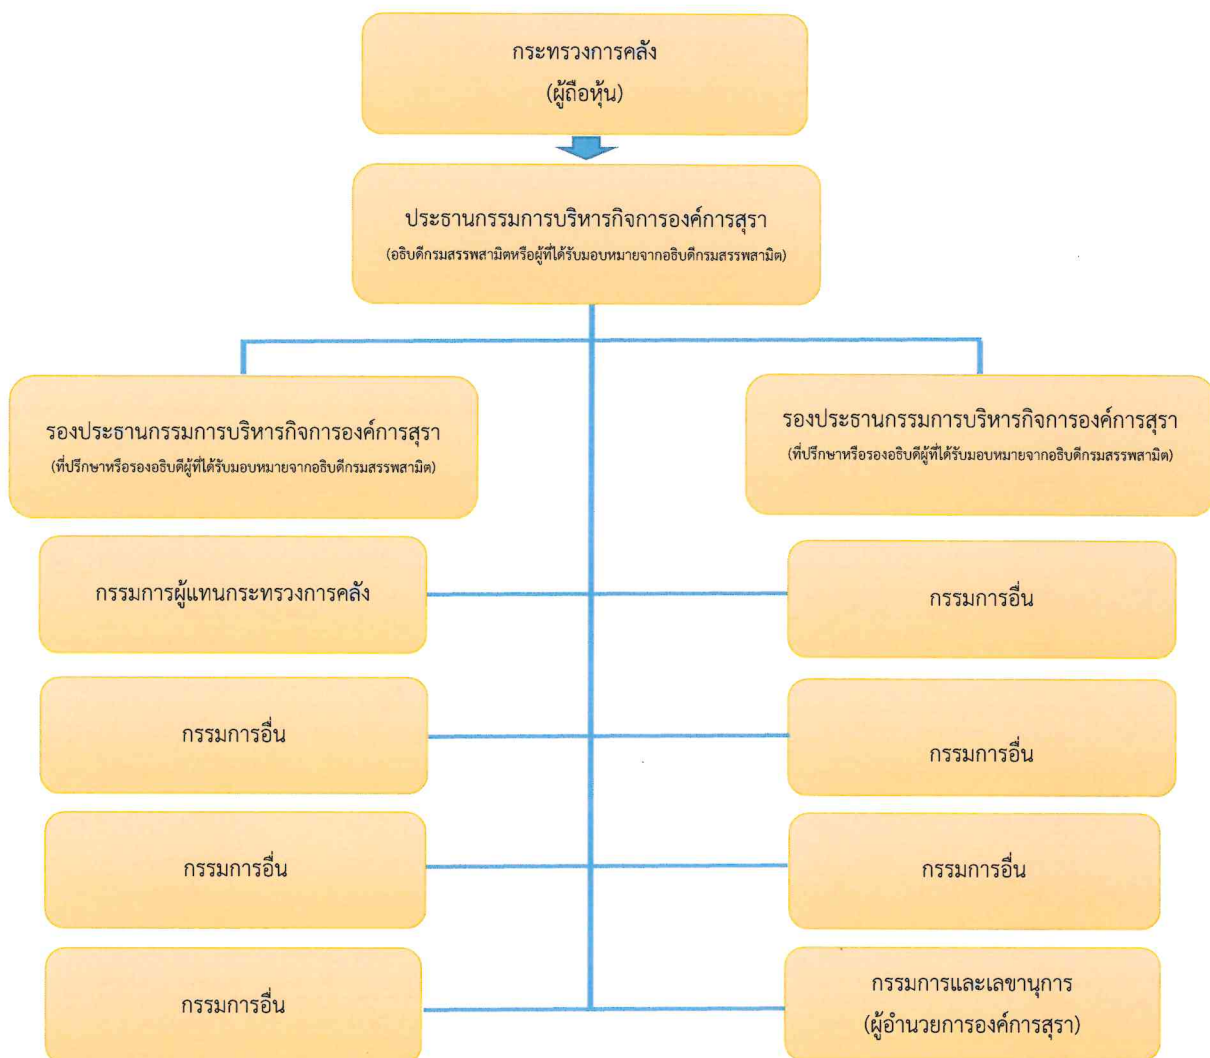 กระทรวงการคลัง
(ผู้ถือหุ้น)
ประธานกรรมการบริหารกิจการองค์การสุรา
(อธิบดีกรมสรรพสามิตหรือผู้ที่ได้รับมอบหมายจากอธิบดีกรมสรรพสามิต)
รองประธานกรรมการบริหารกิจการองค์การสุรา
(ที่ปรึกษาหรือรองอธิบดีผู้ที่ได้รับมอบหมายจากอธิบดีกรมสรรพสามิต)
รองประธานกรรมการบริหารกิจการองค์การสุรา
(ที่ปรึกษาหรือรองอธิบดีผู้ที่ได้รับมอบหมายจากอธิบดีกรมสรรพสามิต)
กรรมการผู้แทนกระทรวงการคลัง
กรรมการอื่น
กรรมการอื่น
กรรมการอื่น
กรรมการอื่น
กรรมการอื่น
กรรมการอื่น
กรรมการและเลขานุการ
(ผู้อำนวยการองค์การสุรา)